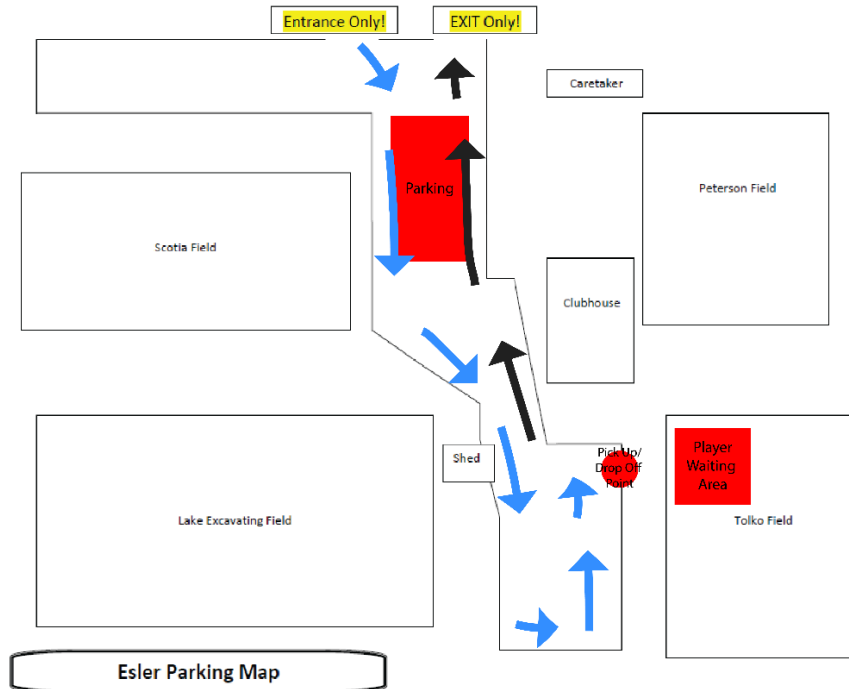 Entrance Only!
EXIT Only!
Caretaker
Parking
Peterson Field
Scotia Field
Clubhouse
Pick Up/
Drop Off
Point
Player
Waiting
Area
Shed
Lake Excavating Field
Tolko Field
Esler Parking Map